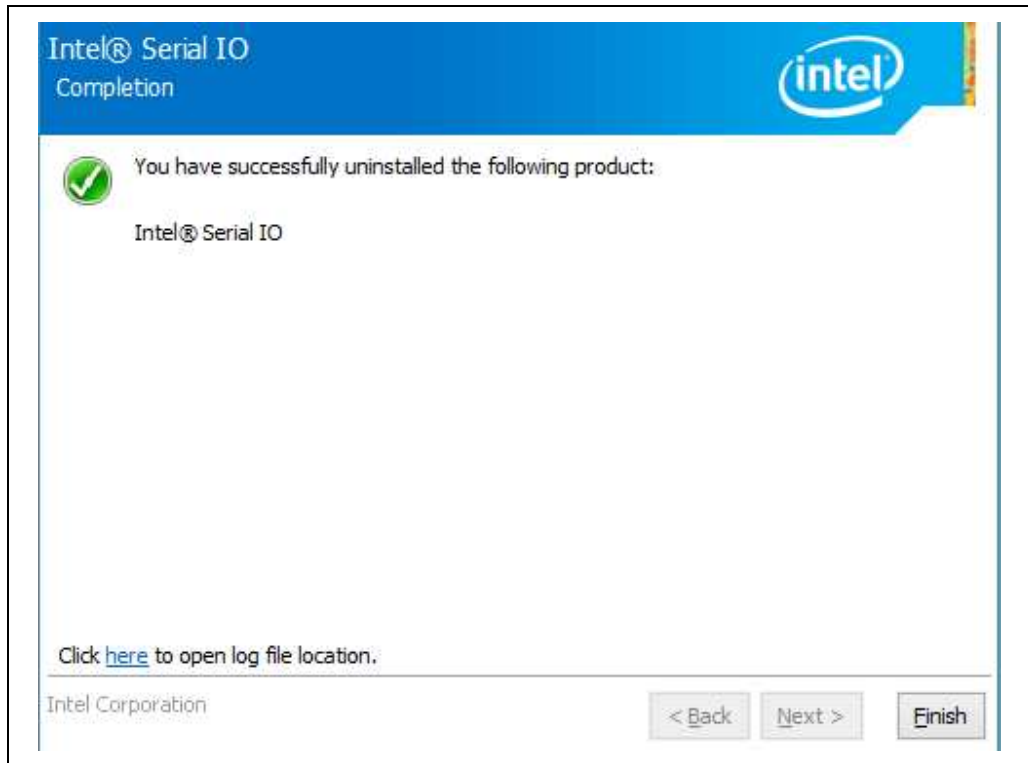 Intel® Serial IO
Completion
intel
You have successfully uninstalled the following product:
Intel® Serial IO
Click here to open log file location.
Intel Corporation
< Back
Next >
Finish